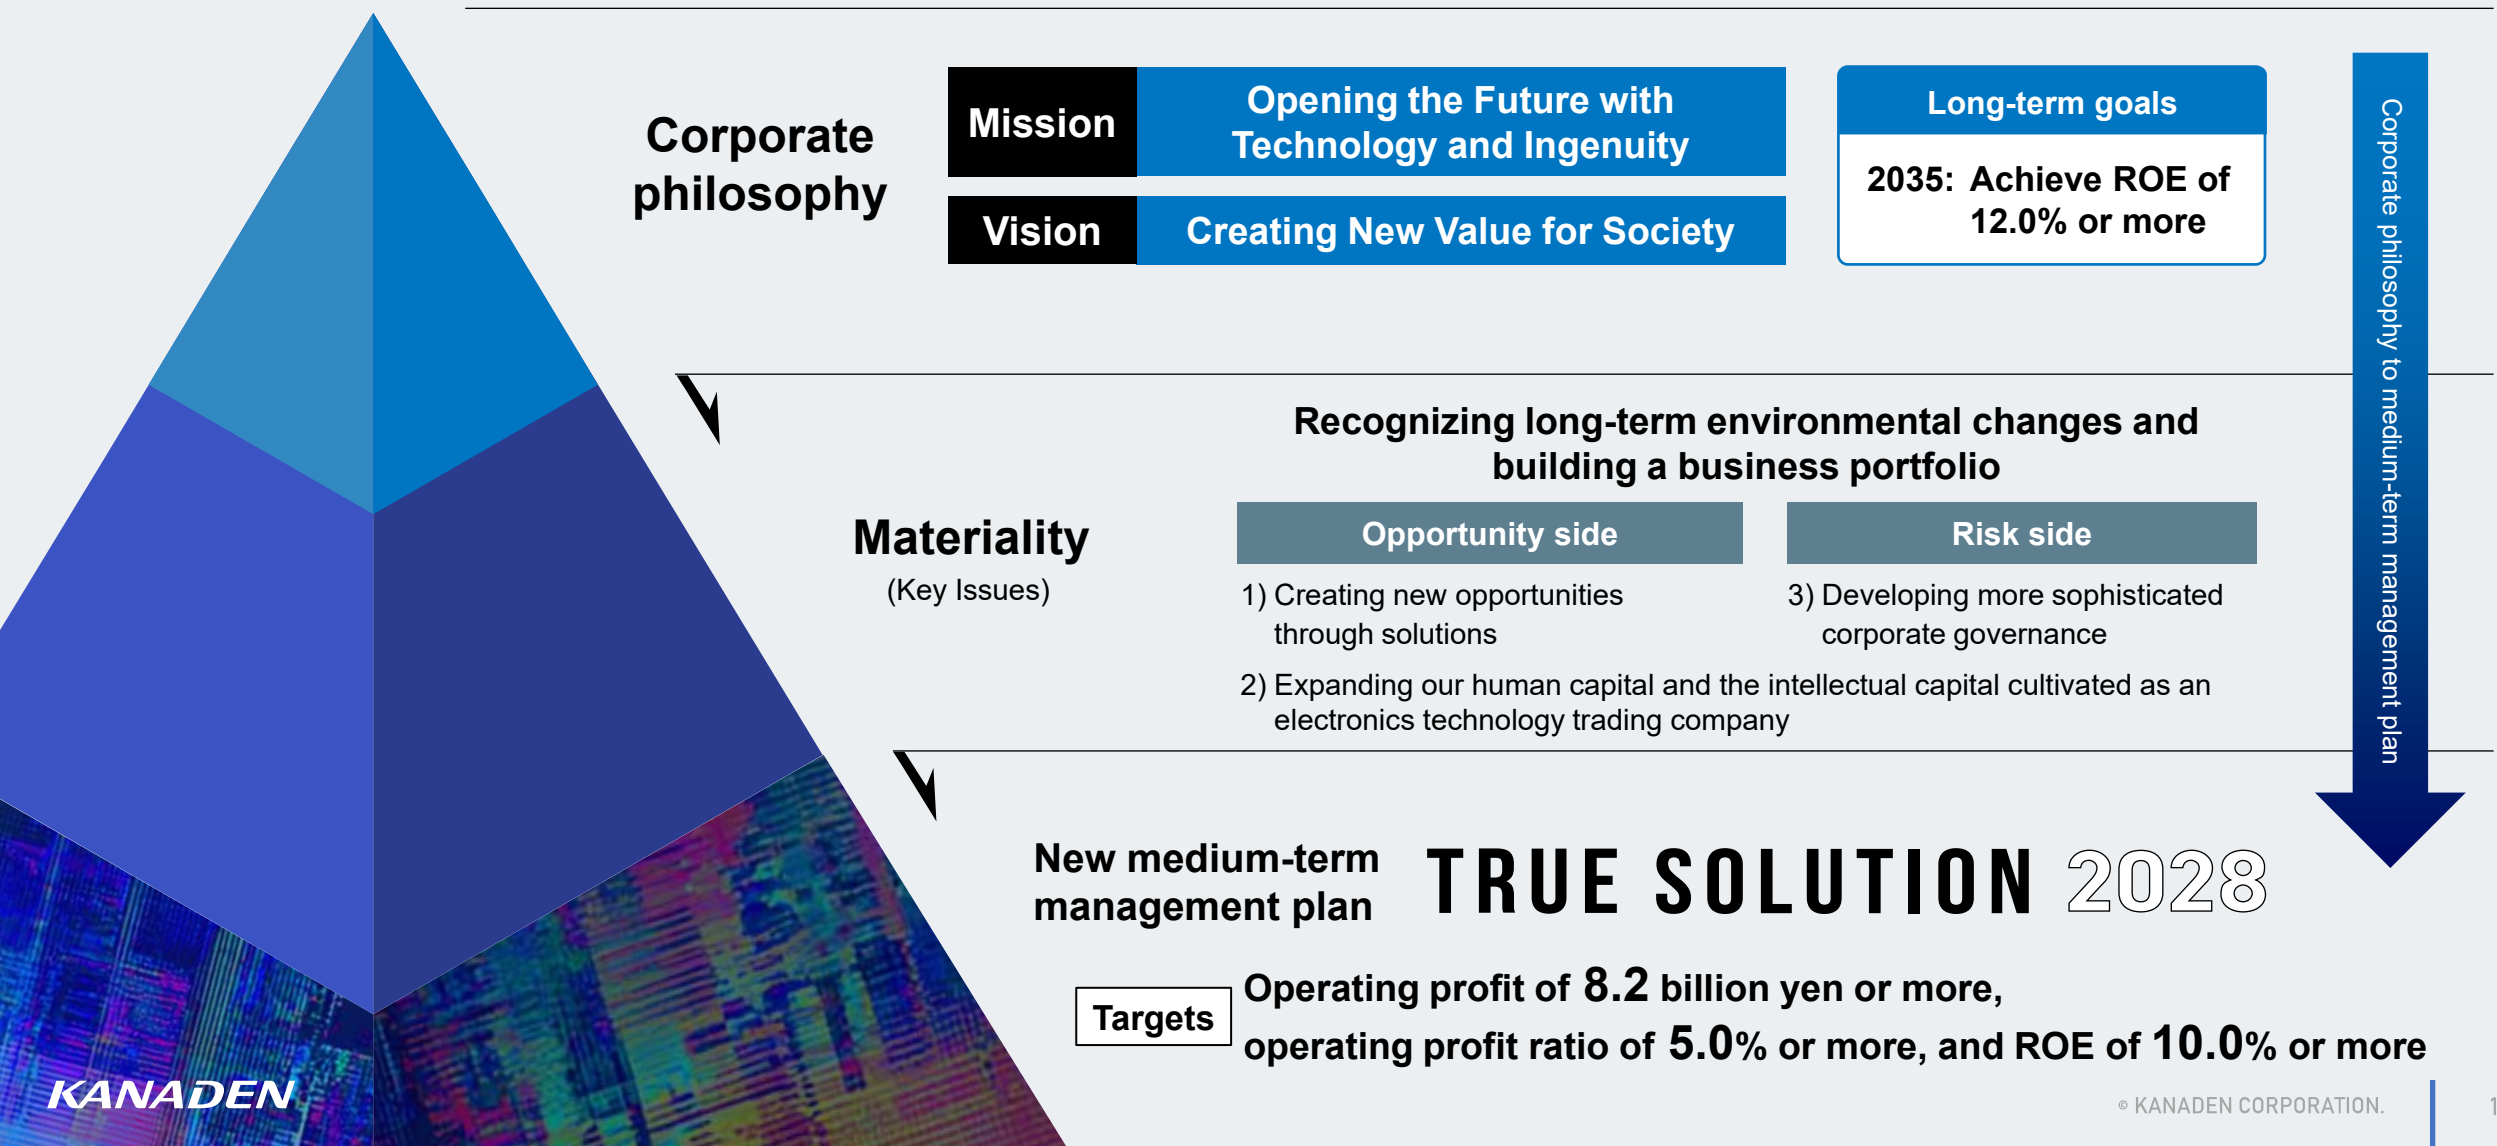 Corporate
philosophy
Mission
Opening the Future with
Technology and Ingenuity
Vision
Creating New Value for Society
Long-term goals
2035: Achieve ROE of
12.0% or more
Corporate philosophy to medium-term management plan
Materiality
(Key Issues)
Recognizing long-term environmental changes and
building a business portfolio
Opportunity side
Risk side
1) Creating new opportunities
through solutions
3) Developing more sophisticated
corporate governance
2) Expanding our human capital and the intellectual capital cultivated as an
electronics technology trading company
New medium-term
management plan
TRUE SOLUTION 2028
Targets
Operating profit of 8.2 billion yen or more,
operating profit ratio of 5.0% or more, and ROE of 10.0% or more
KANADEN
© KANADEN CORPORATION.
1